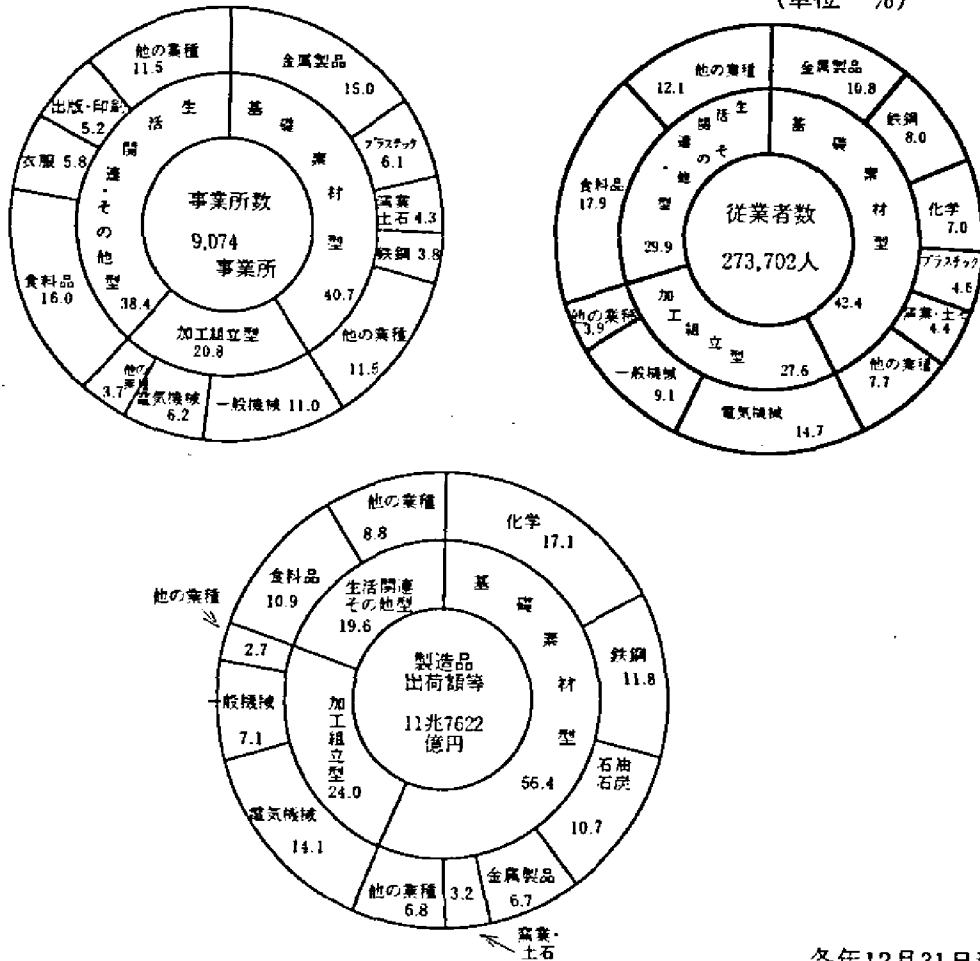 (単位 %)
他の業種
11.5
金属製品
15.0
プラスチック
6.1
窯業
土石 4.3
鉄鋼 3.8
他の業種
11.5
一般機械 11.0
電気機械
6.2
他の
業種
3.7
食料品
16.0
衣服 5.8
出版・印刷
5.2
基礎素材型
40.7
加工組立型
20.8
生活関連・その他型
38.4
事業所数
9,074
事業所
他の業種
12.1
金属製品
10.8
鉄鋼
8.0
化学
7.0
プラスチック
4.6
窯業・土石
4.4
他の業種
7.7
電気機械
14.7
一般機械
9.1
他の業種
3.9
食料品
17.9
基礎素材型
42.4
加工組立型
27.6
生活関連・その他型
29.9
従業者数
273,702人
他の業種
8.8
化学
17.1
鉄鋼
11.8
石油
石炭
10.7
金属製品
6.7
3.2
窯業・
土石
他の業種
6.8
電気機械
14.1
一般機械
7.1
他の業種
2.7
食料品
10.9
基礎素材型
56.4
加工組立型
24.0
生活関連
その他型
19.6
製造品
出荷額等
11兆7622
億円